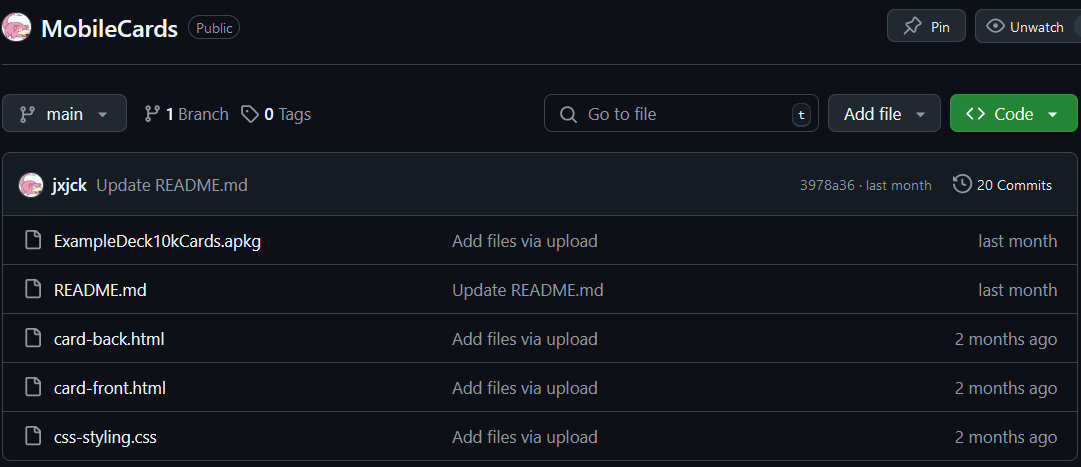 MobileCards Public Pin Unwatch
main 1 Branch 0 Tags Go to file t Add file Code
jxjck Update README.md 3978a36 · last month 20 Commits
ExampleDeck10kCards.apkg Add files via upload last month
README.md Update README.md last month
card-back.html Add files via upload 2 months ago
card-front.html Add files via upload 2 months ago
css-styling.css Add files via upload 2 months ago